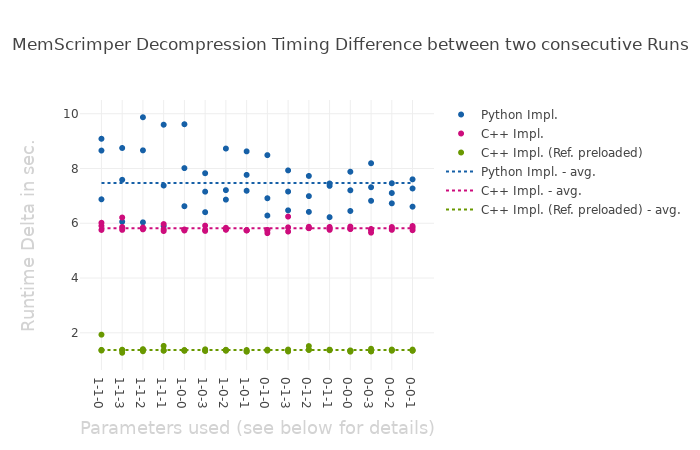 MemScrimper Decompression Timing Difference between two consecutive Runs
10
8
6
4
2
Runtime Delta in sec.
1-1-0
1-1-3
1-1-2
1-1-1
1-0-0
1-0-3
1-0-2
1-0-1
0-1-0
0-1-3
0-1-2
0-1-1
0-0-0
0-0-3
0-0-2
0-0-1
Parameters used (see below for details)
Python Impl.
C++ Impl.
C++ Impl. (Ref. preloaded)
Python Impl. - avg.
C++ Impl. - avg.
C++ Impl. (Ref. preloaded) - avg.